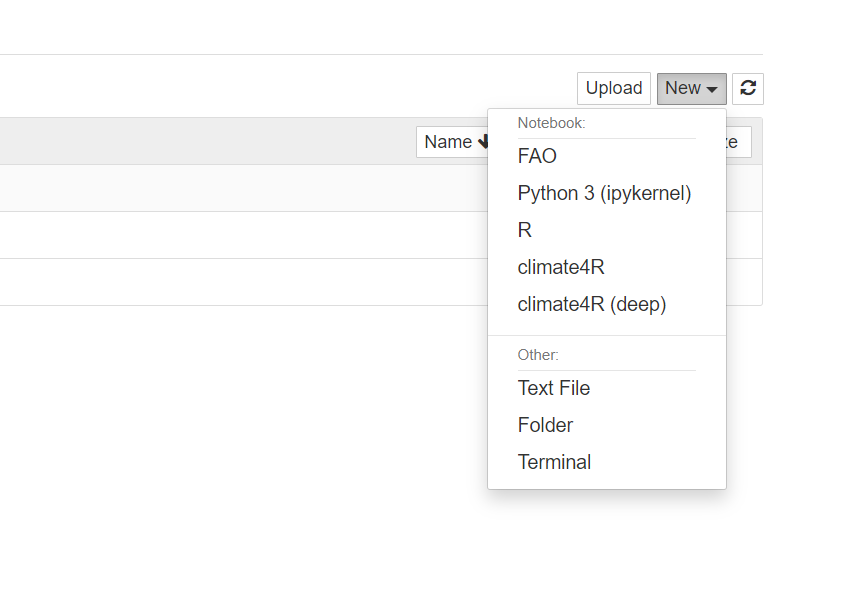 Upload New
Name
Notebook:
FAO
Python 3 (ipykernel)
R
climate4R
climate4R (deep)
Other:
Text File
Folder
Terminal